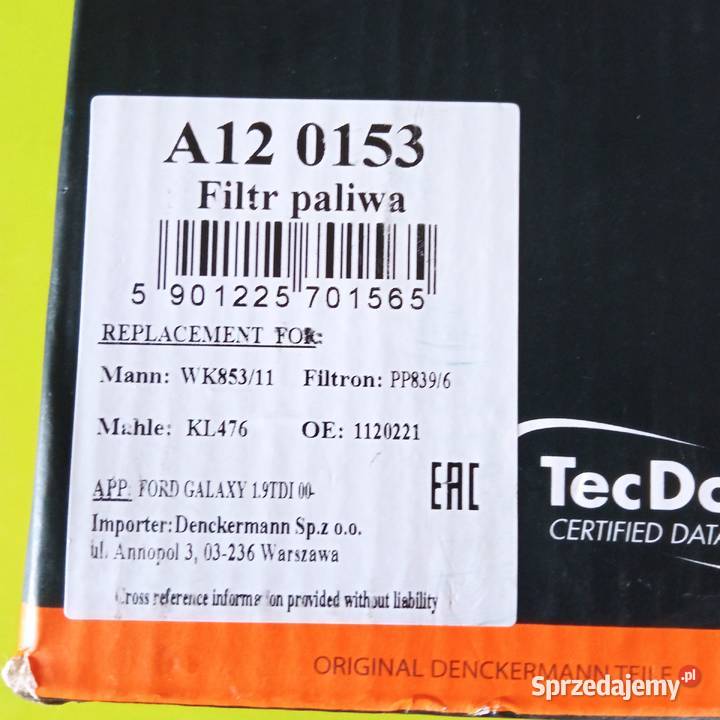 A12 0153
Filtr paliwa
5 901225 701565
REPLACEMENT FOR:
Mann: WK853/11 Filtron: PP839/6
Mahle: KL476 OE: 1120221
APP: FORD GALAXY 1.9TDI 00-
EAC
Importer: Denckermann Sp.z o.o.
ul. Annopol 3, 03-236 Warszawa
Cross reference information provided without liability
TecDo
CERTIFIED DATA
ORIGINAL DENCKERMANN TEILE
Sprzedajemy.pl